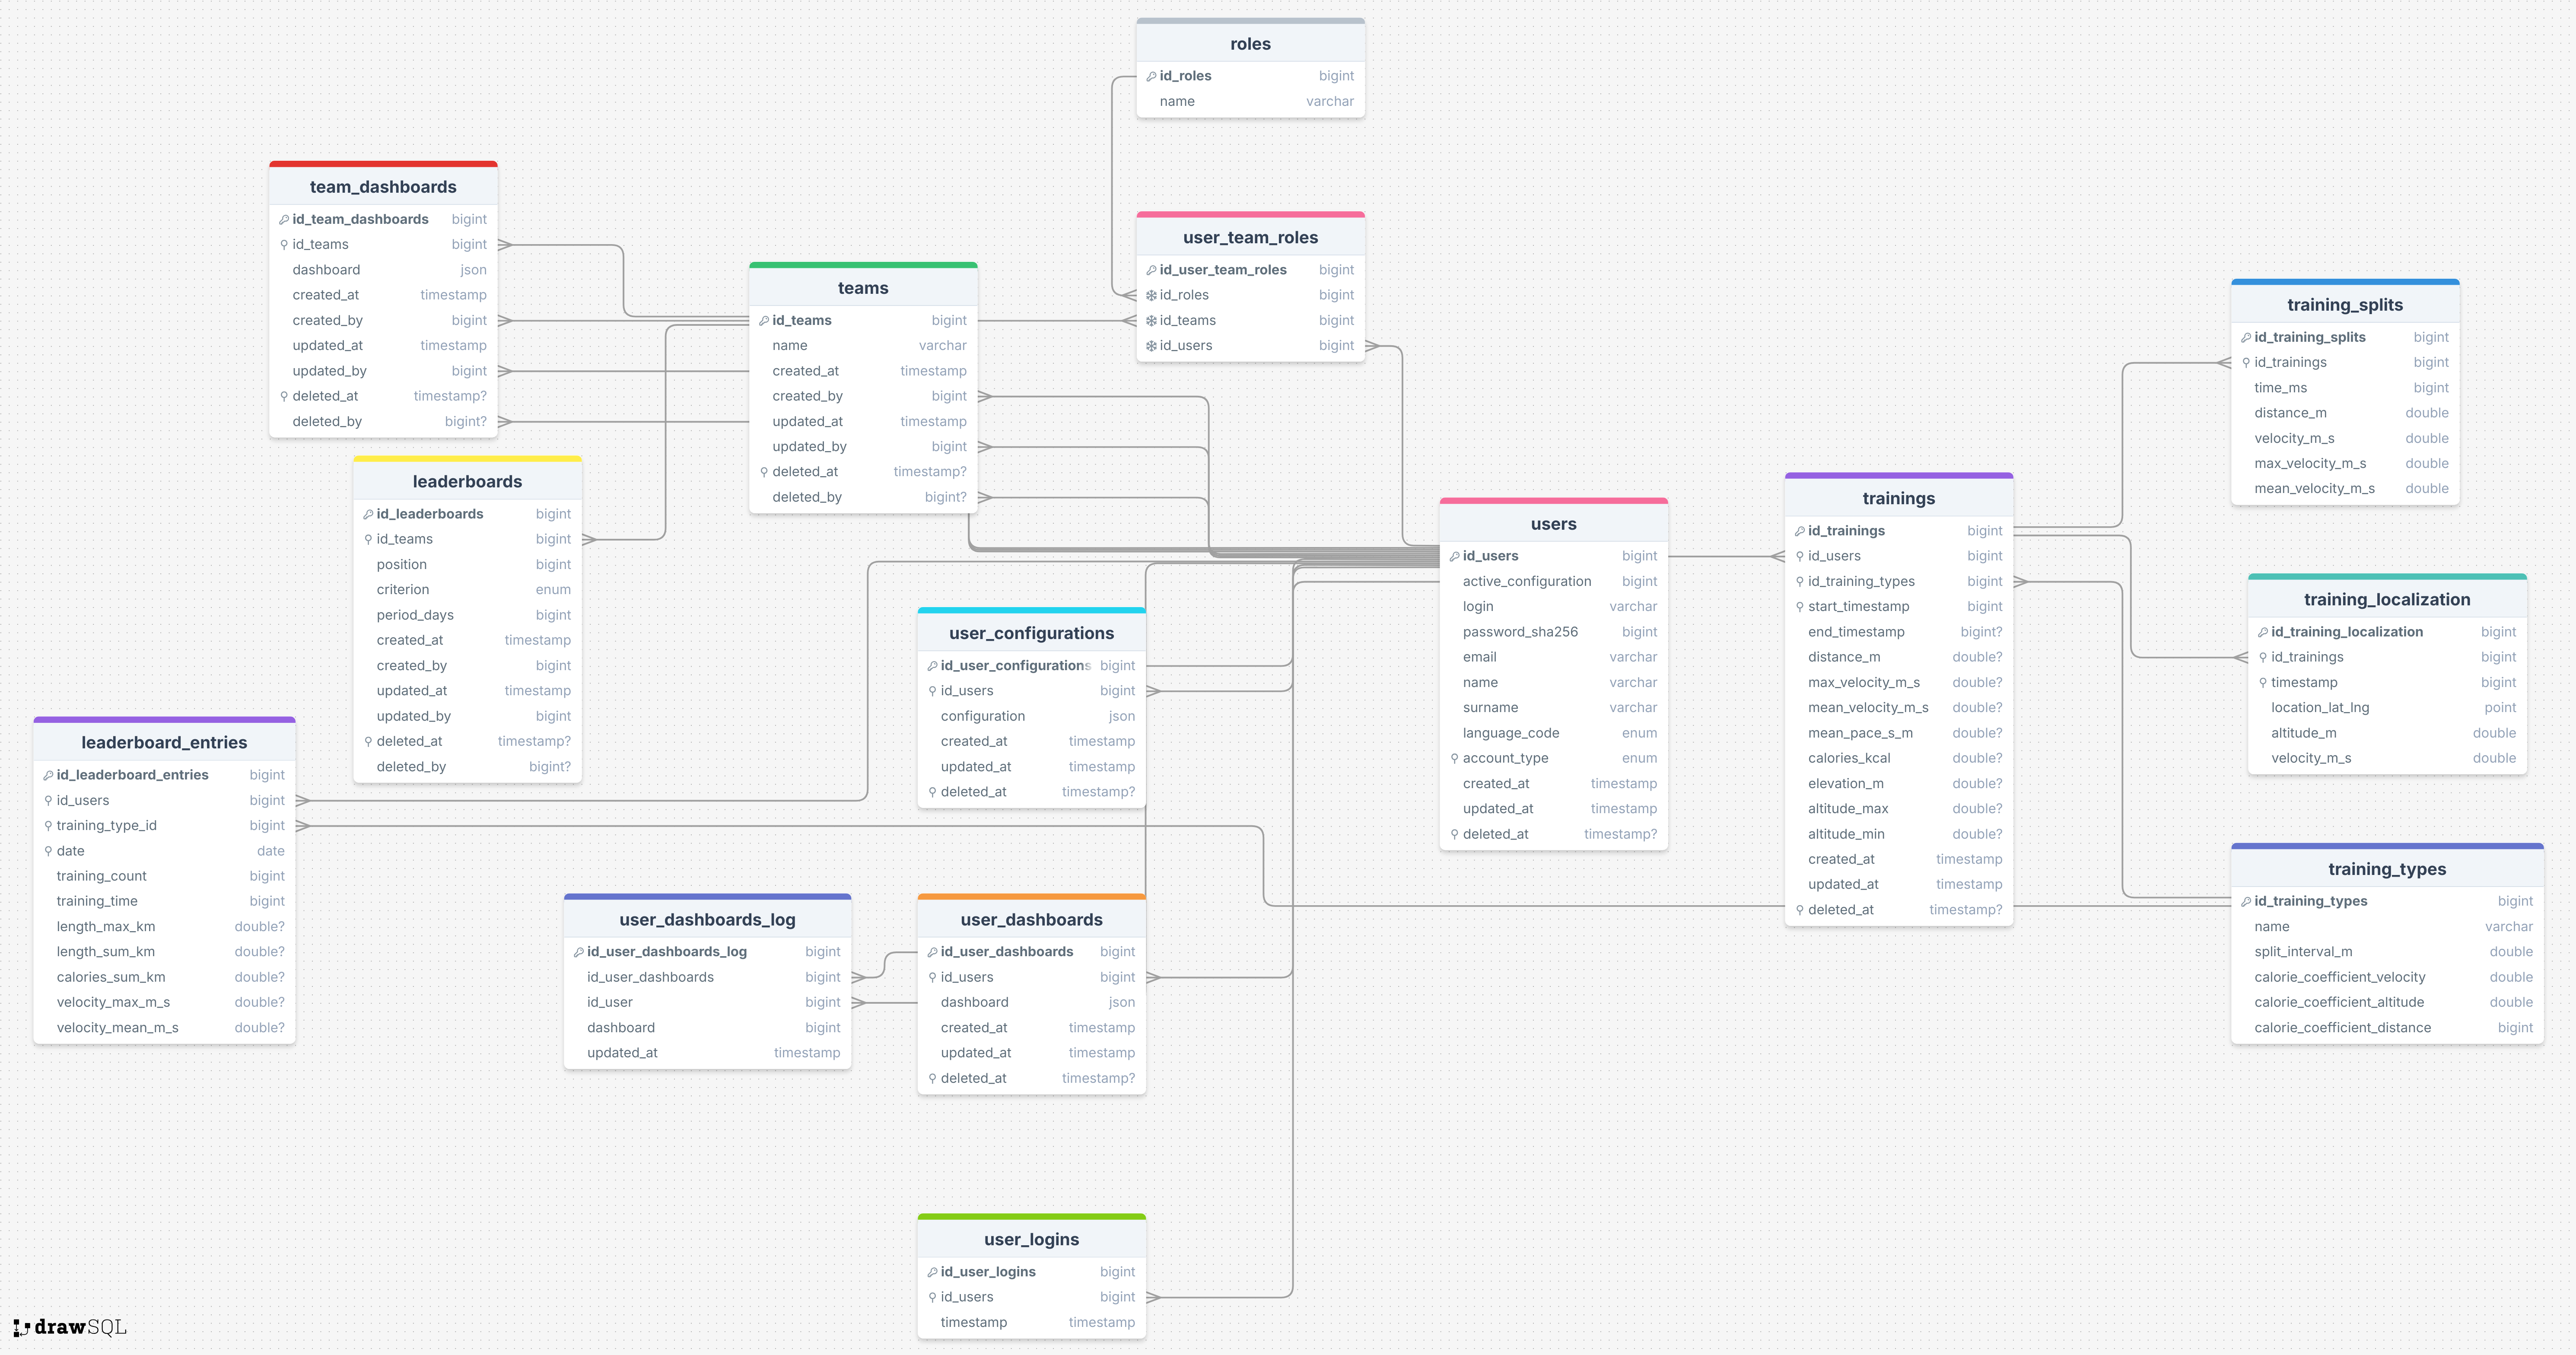 roles
id_roles bigint
name varchar
team_dashboards
id_team_dashboards bigint
id_teams bigint
dashboard json
created_at timestamp
created_by bigint
updated_at timestamp
updated_by bigint
deleted_at timestamp?
deleted_by bigint?
user_team_roles
id_user_team_roles bigint
id_roles bigint
id_teams bigint
id_users bigint
teams
id_teams bigint
name varchar
created_at timestamp
created_by bigint
updated_at timestamp
updated_by bigint
deleted_at timestamp?
deleted_by bigint?
training_splits
id_training_splits bigint
id_trainings bigint
time_ms bigint
distance_m double
velocity_m_s double
max_velocity_m_s double
mean_velocity_m_s double
leaderboards
id_leaderboards bigint
id_teams bigint
position bigint
criterion enum
period_days bigint
created_at timestamp
created_by bigint
updated_at timestamp
updated_by bigint
deleted_at timestamp?
deleted_by bigint?
users
id_users bigint
active_configuration bigint
login varchar
password_sha256 bigint
email varchar
name varchar
surname varchar
language_code enum
account_type enum
created_at timestamp
updated_at timestamp
deleted_at timestamp?
trainings
id_trainings bigint
id_users bigint
id_training_types bigint
start_timestamp bigint
end_timestamp bigint?
distance_m double?
max_velocity_m_s double?
mean_velocity_m_s double?
mean_pace_s_m double?
calories_kcal double?
elevation_m double?
altitude_max double?
altitude_min double?
created_at timestamp
updated_at timestamp
deleted_at timestamp?
training_localization
id_training_localization bigint
id_trainings bigint
timestamp bigint
location_lat_lng point
altitude_m double
velocity_m_s double
user_configurations
id_user_configurations bigint
id_users bigint
configuration json
created_at timestamp
updated_at timestamp
deleted_at timestamp?
leaderboard_entries
id_leaderboard_entries bigint
id_users bigint
training_type_id bigint
date date
training_count bigint
training_time bigint
length_max_km double?
length_sum_km double?
calories_sum_km double?
velocity_max_m_s double?
velocity_mean_m_s double?
training_types
id_training_types bigint
name varchar
split_interval_m double
calorie_coefficient_velocity double
calorie_coefficient_altitude double
calorie_coefficient_distance bigint
user_dashboards_log
id_user_dashboards_log bigint
id_user_dashboards bigint
id_user bigint
dashboard bigint
updated_at timestamp
user_dashboards
id_user_dashboards bigint
id_users bigint
dashboard json
created_at timestamp
updated_at timestamp
deleted_at timestamp?
user_logins
id_user_logins bigint
id_users bigint
timestamp timestamp
drawSQL